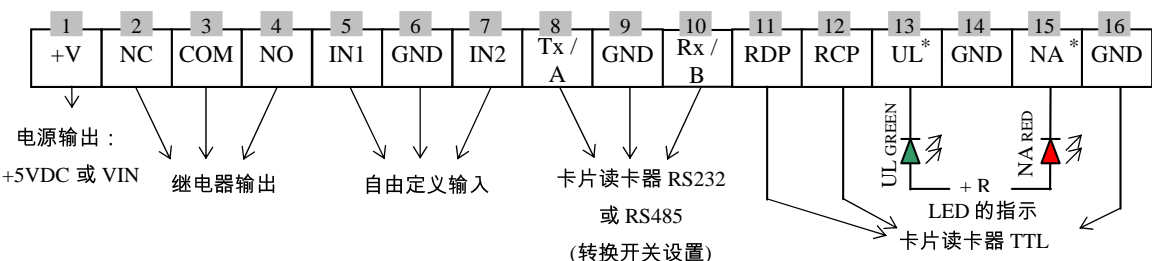 1 2 3 4 5 6 7 8 9 10 11 12 13 14 15 16
+V NC COM NO IN1 GND IN2 Tx / A GND Rx / B RDP RCP UL* GND NA* GND
电源输出：
+5VDC 或 VIN
继电器输出
自由定义输入
卡片读卡器 RS232
或 RS485
(转换开关设置)
UL GREEN
NA RED
+ R
LED 的指示
卡片读卡器 TTL